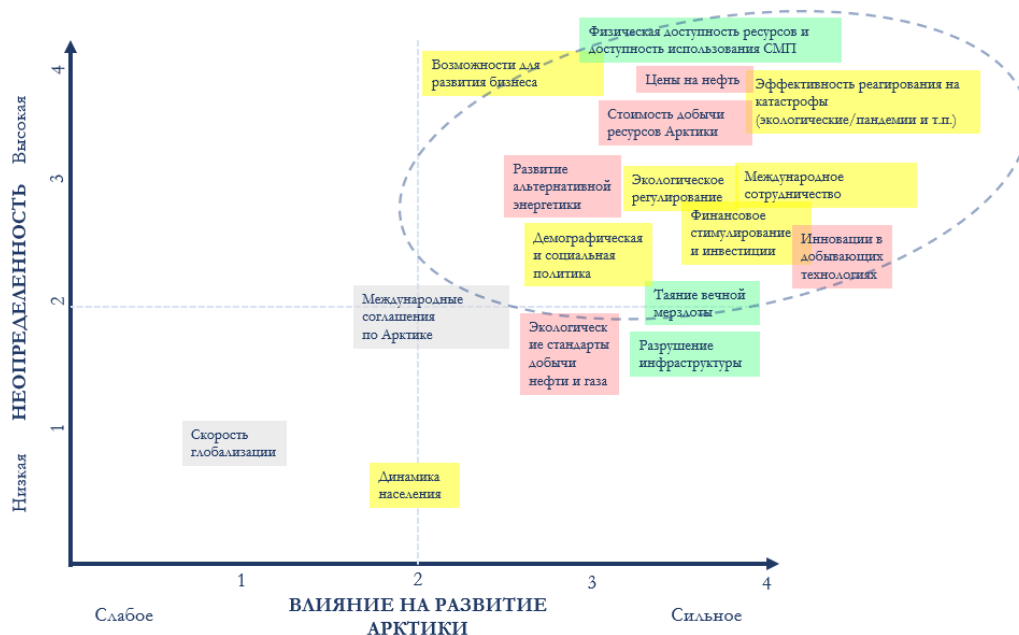 Физическая доступность ресурсов и
доступность использования СМП
Возможности для
развития бизнеса
Цены на нефть
Эффективность реагирования на
катастрофы
(экологические/пандемии и т.п.)
Стоимость добычи
ресурсов Арктики
Развитие
альтернативной
энергетики
Экологическое
регулирование
Международное
сотрудничество
Финансовое
стимулирование
и инвестиции
Демографическая
и социальная
политика
Инновации в
добывающих
технологиях
Международные
соглашения
по Арктике
Таяние вечной
мерзлоты
Экологическ
ие стандарты
добычи
нефти и газа
Разрушение
инфраструктуры
Скорость
глобализации
Динамика
населения
НЕОПРЕДЕЛЕННОСТЬ
Высокая
Низкая
4
3
2
1
1
2
3
4
Слабое
ВЛИЯНИЕ НА РАЗВИТИЕ
АРКТИКИ
Сильное